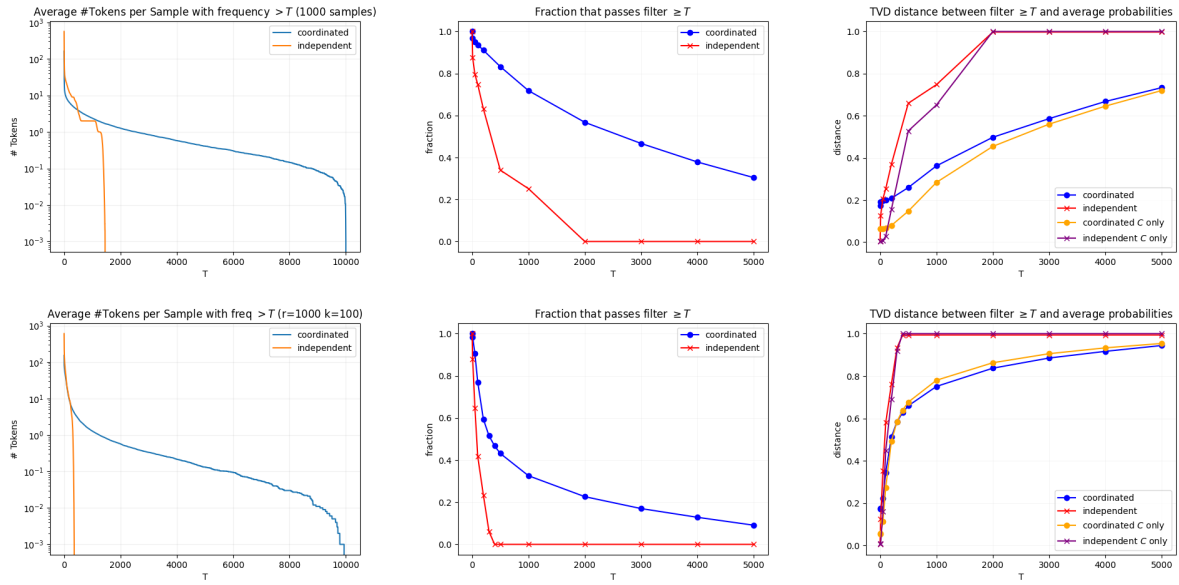 Average #Tokens per Sample with frequency > T (1000 samples)
10³
10²
10¹
10⁰
10⁻¹
10⁻²
10⁻³
# Tokens
0 2000 4000 6000 8000 10000
T
coordinated
independent
Fraction that passes filter ≥ T
1.0
0.8
0.6
0.4
0.2
0.0
fraction
0 1000 2000 3000 4000 5000
T
coordinated
independent
TVD distance between filter ≥ T and average probabilities
1.0
0.8
0.6
0.4
0.2
0.0
distance
0 1000 2000 3000 4000 5000
T
coordinated
independent
coordinated C only
independent C only
Average #Tokens per Sample with freq > T (r=1000 k=100)
10³
10²
10¹
10⁰
10⁻¹
10⁻²
10⁻³
# Tokens
0 2000 4000 6000 8000 10000
T
coordinated
independent
Fraction that passes filter ≥ T
1.0
0.8
0.6
0.4
0.2
0.0
fraction
0 1000 2000 3000 4000 5000
T
coordinated
independent
TVD distance between filter ≥ T and average probabilities
1.0
0.8
0.6
0.4
0.2
0.0
distance
0 1000 2000 3000 4000 5000
T
coordinated
independent
coordinated C only
independent C only